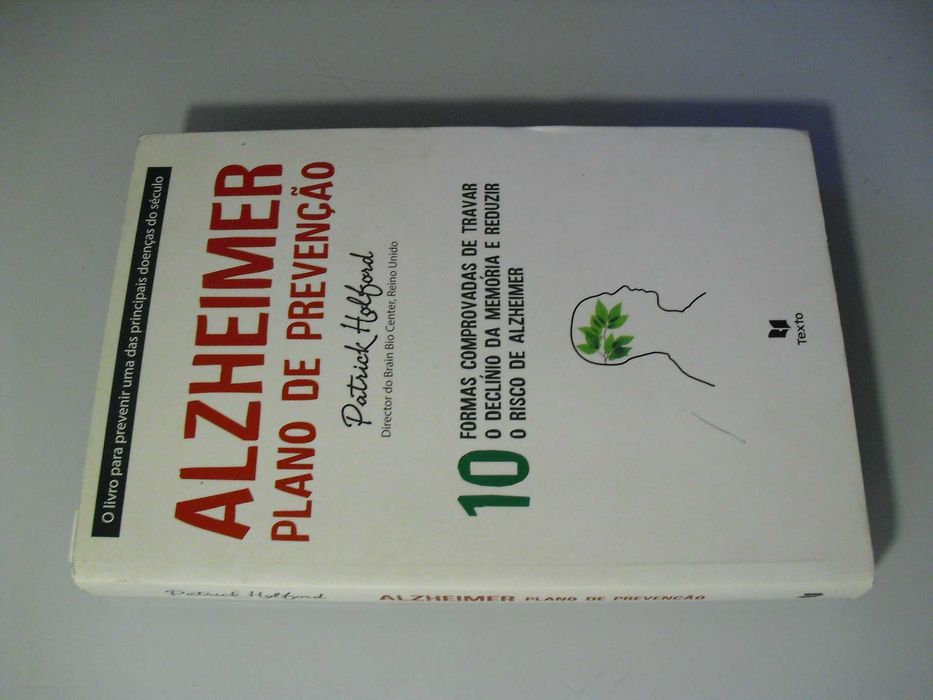 O livro para prevenir uma das principais doenças do século
ALZHEIMER
PLANO DE PREVENÇÃO
Patrick Holford
Director do Brain Bio Center, Reino Unido
10
FORMAS COMPROVADAS DE TRAVAR
O DECLÍNIO DA MEMÓRIA E REDUZIR
O RISCO DE ALZHEIMER
Texto
Patrick Holford ALZHEIMER PLANO DE PREVENÇÃO